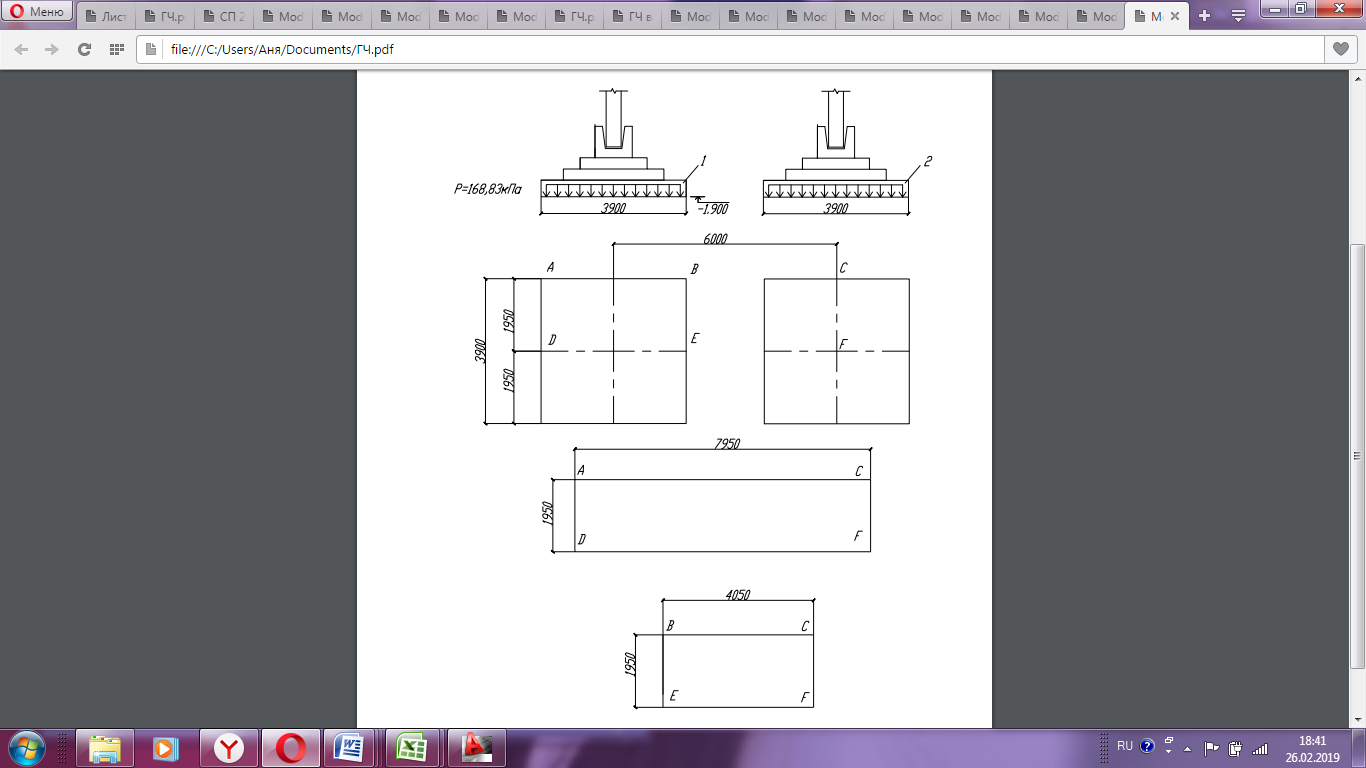 Меню
Лист
ГЧ.р
СП 2
Mod
Mod
Mod
Mod
Mod
ГЧ.р
ГЧ в
Mod
Mod
Mod
Mod
Mod
Mod
Mod
Mod
M
file:///C:/Users/Аня/Documents/ГЧ.pdf
1
2
P=168,83кПа
3900
-1.900
3900
6000
A
B
C
1950
D
E
F
3900
1950
7950
A
C
1950
D
F
4050
B
C
1950
E
F
RU
18:41
26.02.2019